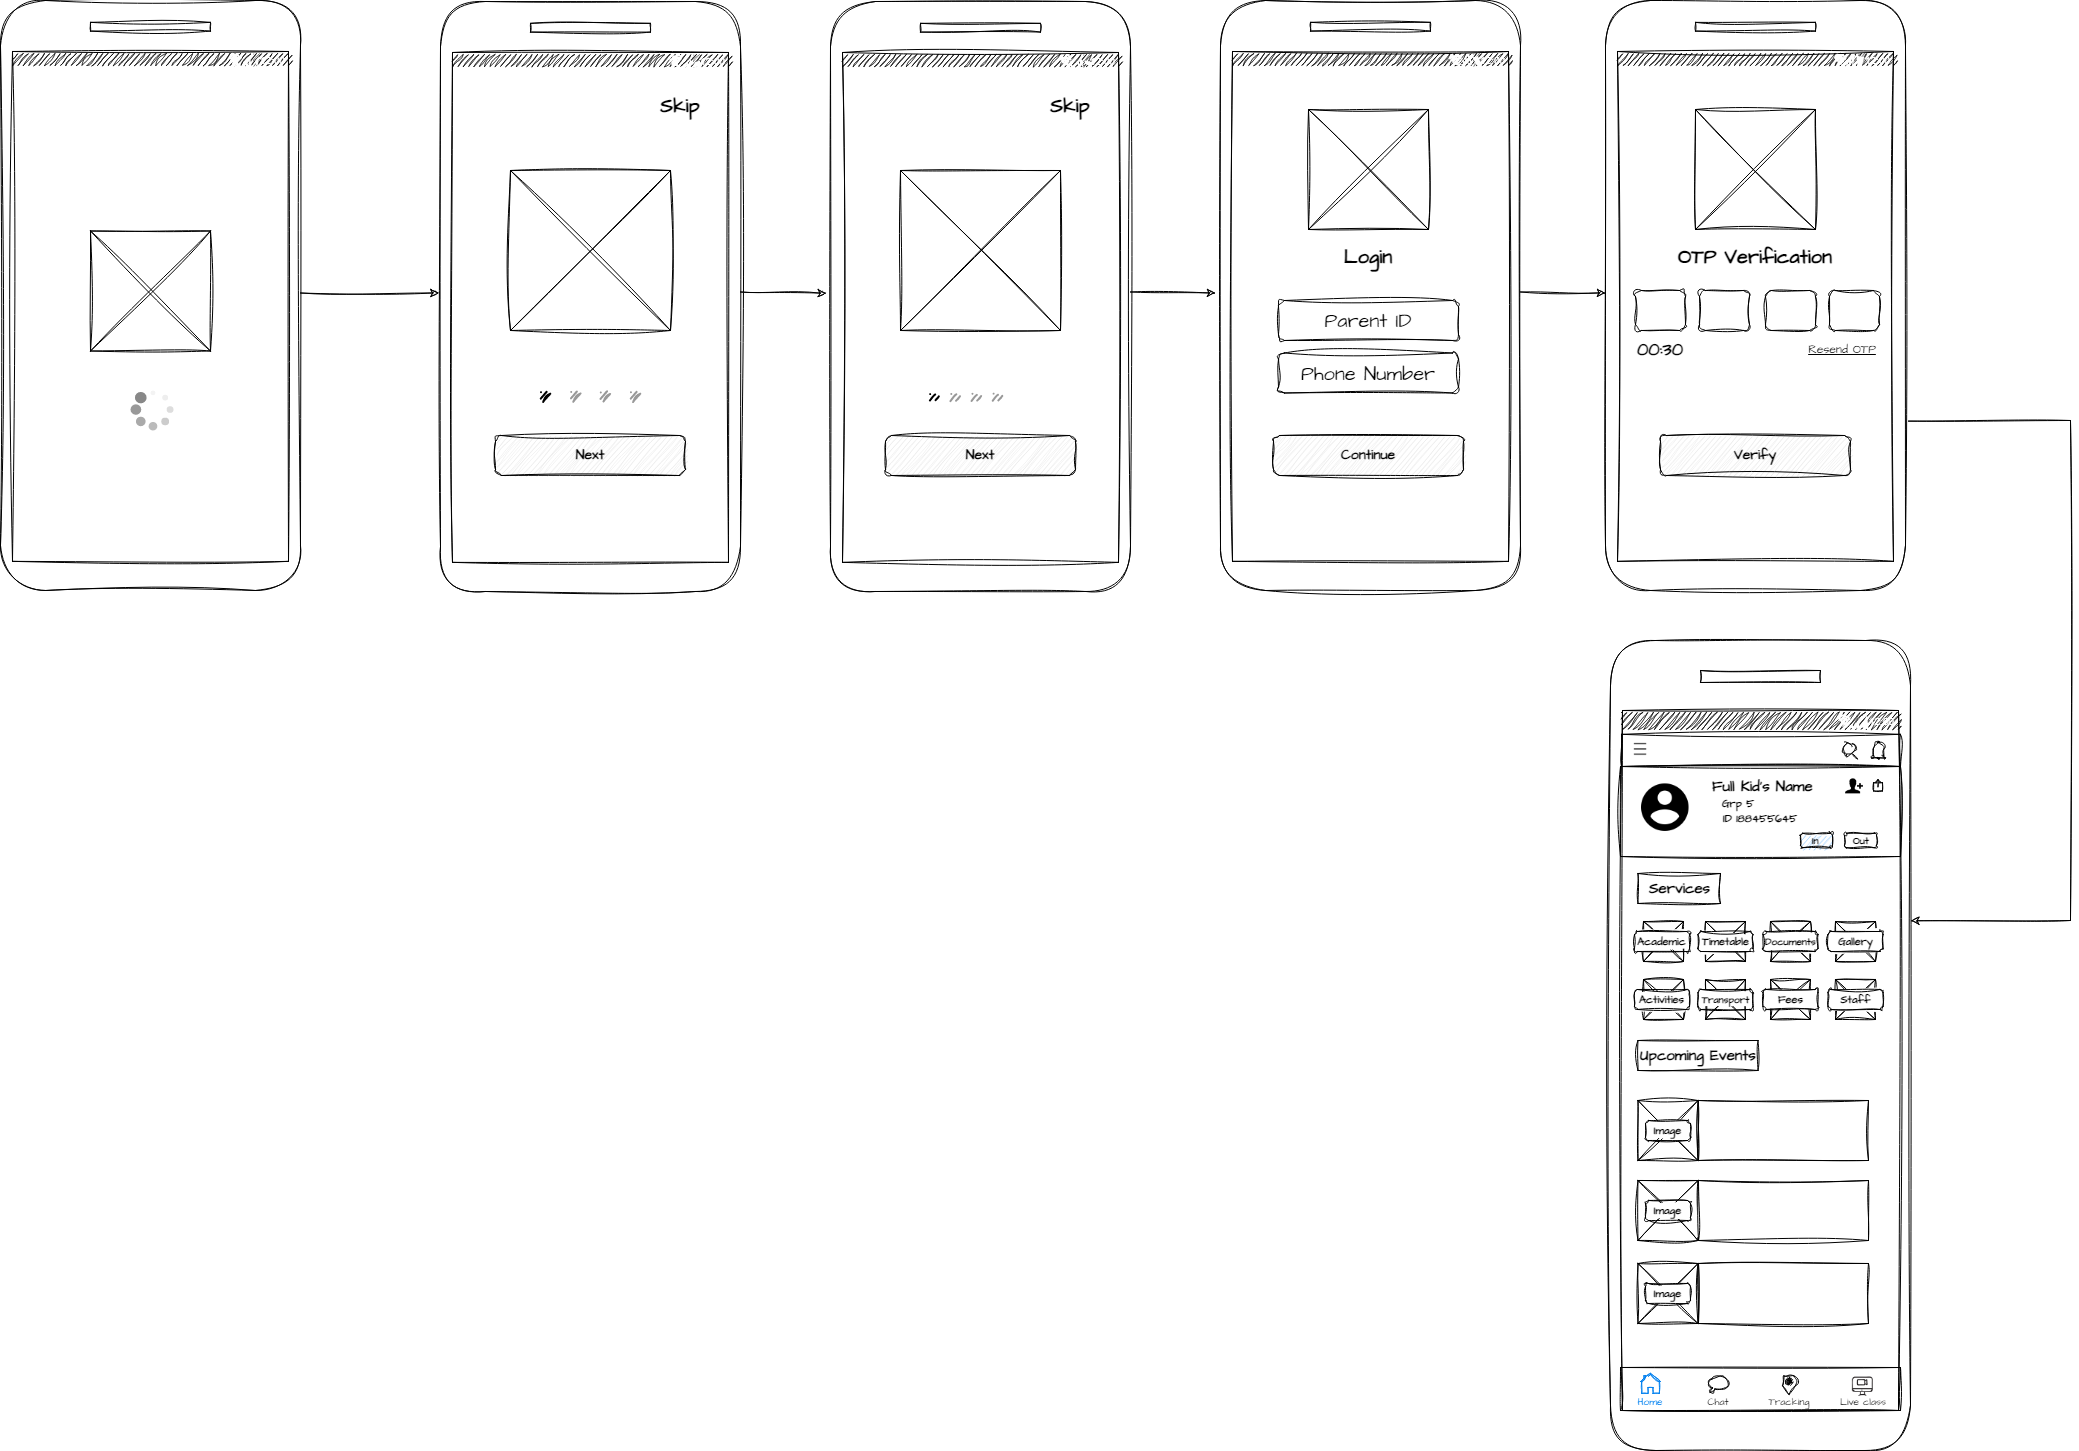 Skip
Next
Skip
Next
Login
Parent ID
Phone Number
Continue
OTP Verification
00:30
Resend OTP
Verify
Full Kid's Name
Grp 5
ID 188455645
In
Out
Services
Academic
Timetable
Documents
Gallery
Activities
Transport
Fees
Staff
Upcoming Events
Image
Image
Image
Home
Chat
Tracking
Live class